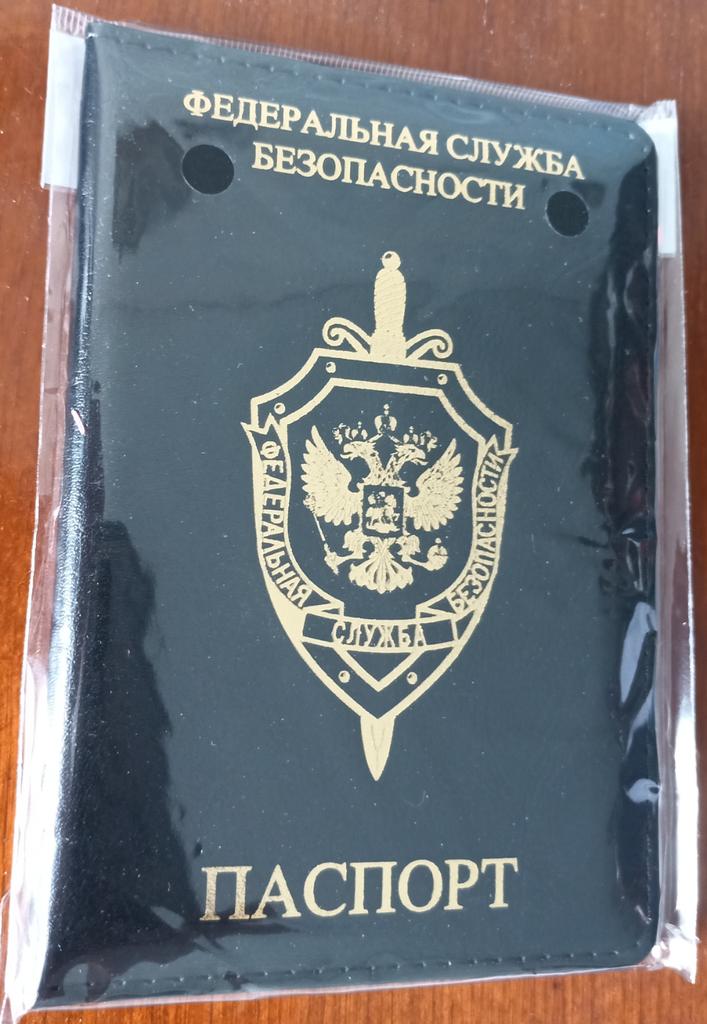 ФЕДЕРАЛЬНАЯ СЛУЖБА
БЕЗОПАСНОСТИ
ФЕДЕРАЛЬНАЯ
СЛУЖБА
БЕЗОПАСНОСТИ
ПАСПОРТ